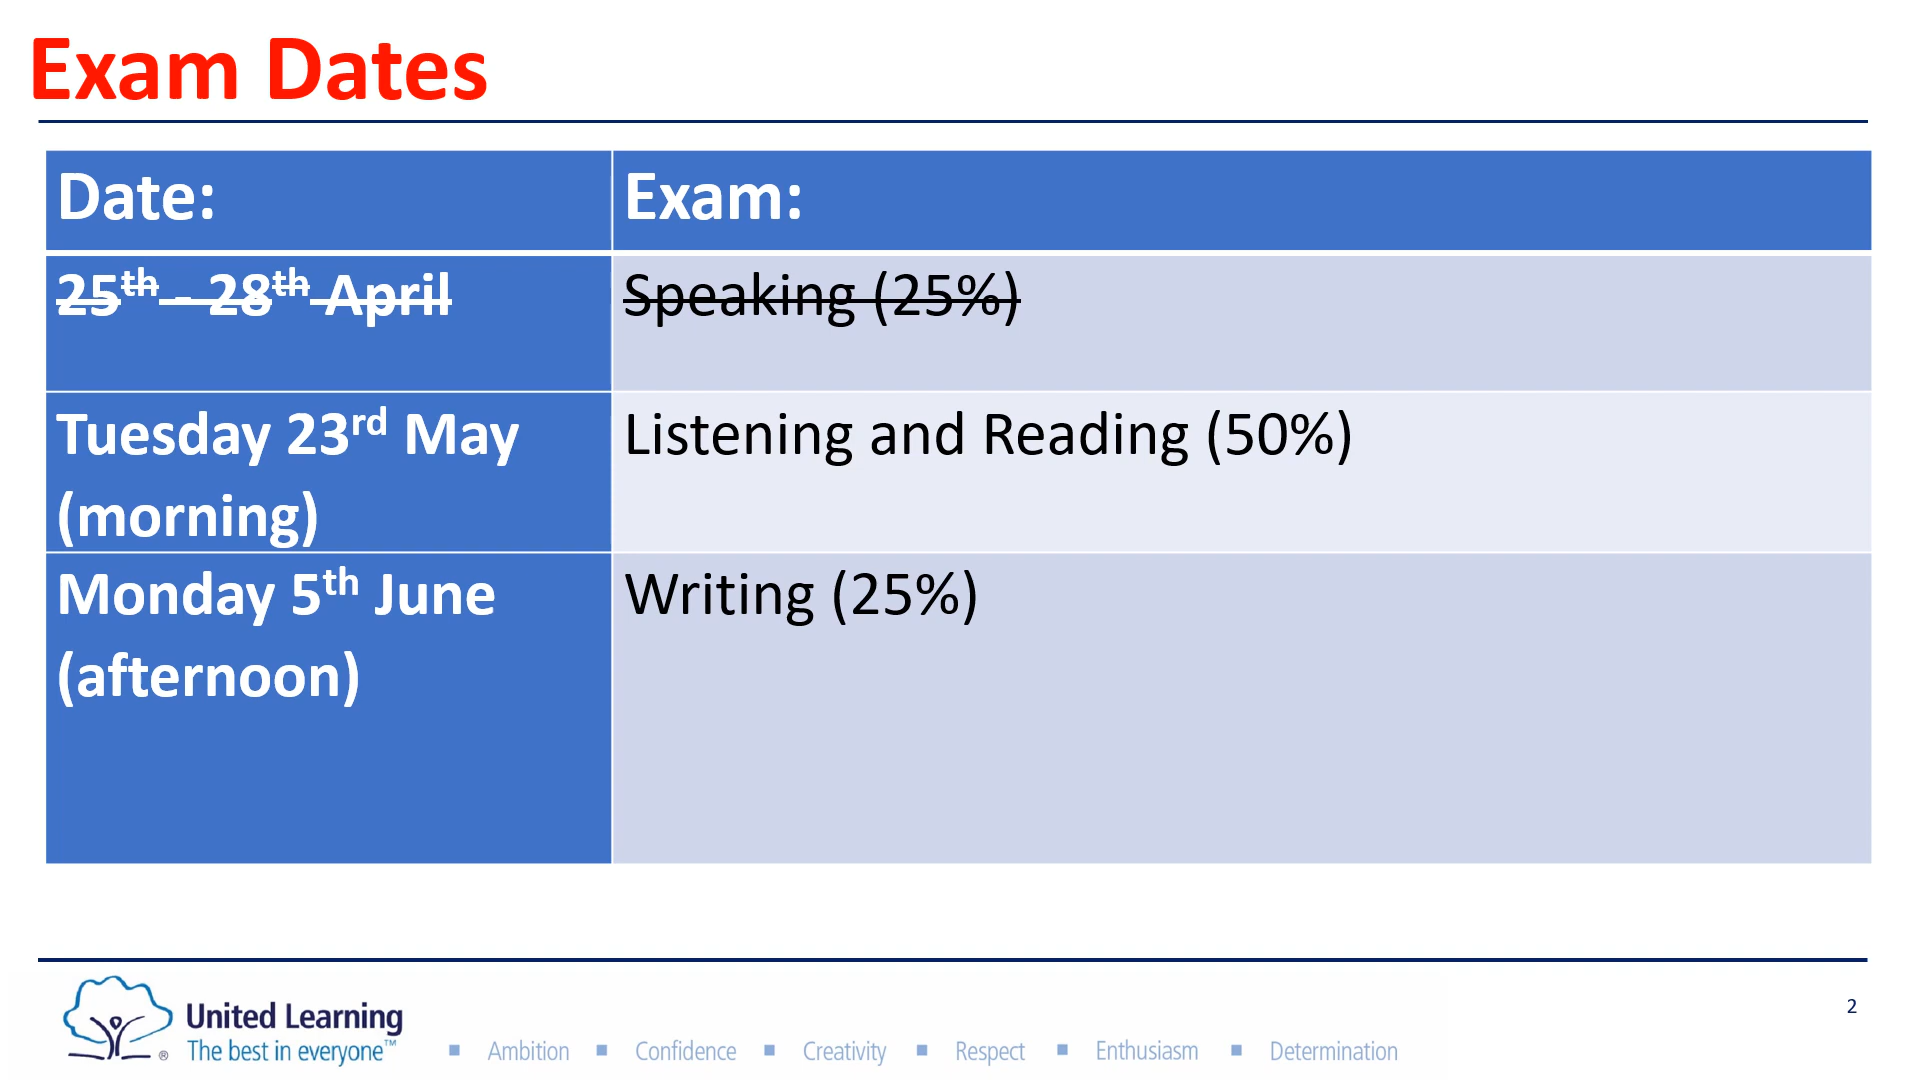 Exam Dates
Date:
Exam:
25th - 28th April
Speaking (25%)
Tuesday 23rd May
(morning)
Listening and Reading (50%)
Monday 5th June
(afternoon)
Writing (25%)
United Learning
The best in everyone™
®
▪ Ambition ▪ Confidence ▪ Creativity ▪ Respect ▪ Enthusiasm ▪ Determination
2